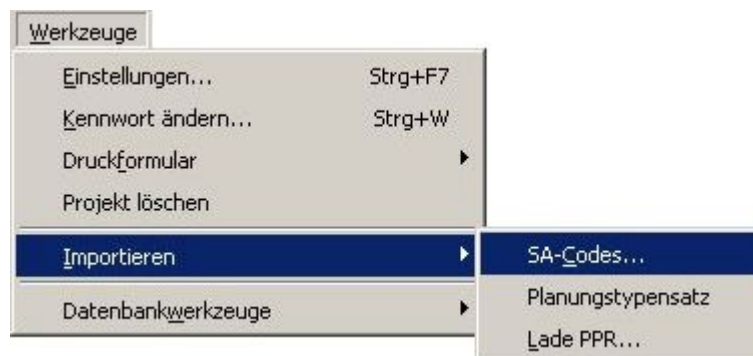 Werkzeuge
Einstellungen... Strg+F7
Kennwort ändern... Strg+W
Druckformular
Projekt löschen
Importieren
SA-Codes...
Planungstypensatz
Lade PPR...
Datenbankwerkzeuge